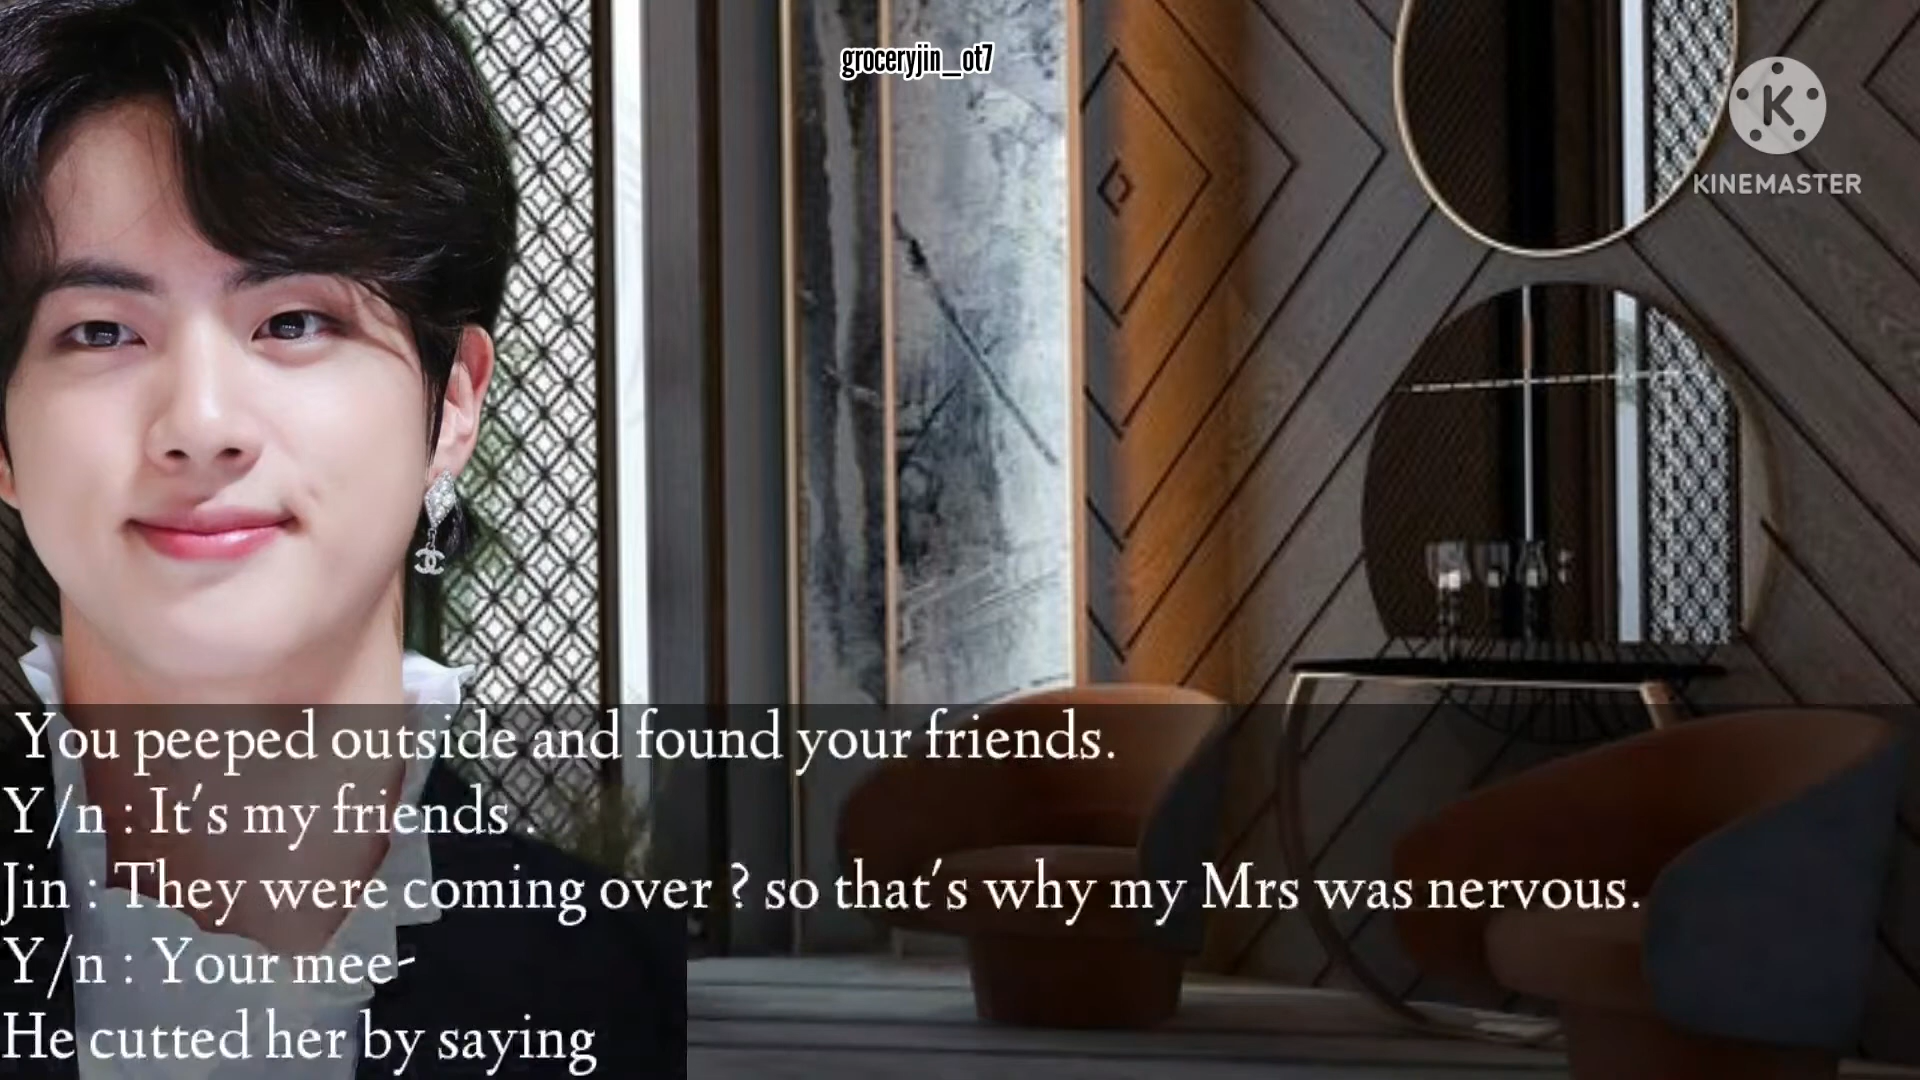 groceryjin_ot7
K
KINEMASTER
You peeped outside and found your friends.
Y/n : It's my friends .
Jin : They were coming over ? so that's why my Mrs was nervous.
Y/n : Your mee-
He cutted her by saying